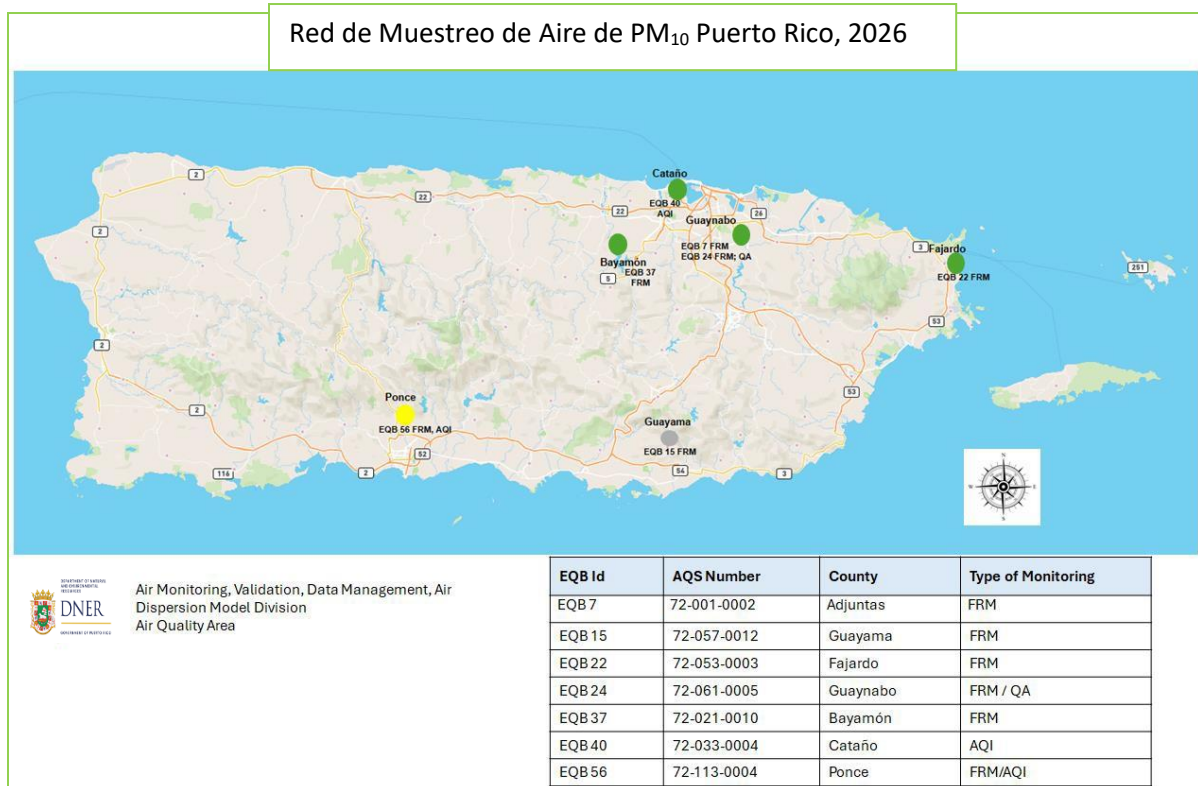 Red de Muestreo de Aire de PM₁₀ Puerto Rico, 2026
2
22
Cataño
EQB 40
AQI
22
Guaynabo
26
EQB 7 FRM
EQB 24 FRM; QA
Bayamón
EQB 37
FRM
5
3
Fajardo
EQB 22 FRM
251
2
53
2
53
Ponce
EQB 56 FRM, AQI
2
52
116
2
Guayama
EQB 15 FRM
54
3
N
W
E
S
DNER
Air Monitoring, Validation, Data Management, Air
Dispersion Model Division
Air Quality Area
EQB Id AQS Number County Type of Monitoring
EQB 7 72-001-0002 Adjuntas FRM
EQB 15 72-057-0012 Guayama FRM
EQB 22 72-053-0003 Fajardo FRM
EQB 24 72-061-0005 Guaynabo FRM / QA
EQB 37 72-021-0010 Bayamón FRM
EQB 40 72-033-0004 Cataño AQI
EQB 56 72-113-0004 Ponce FRM/AQI